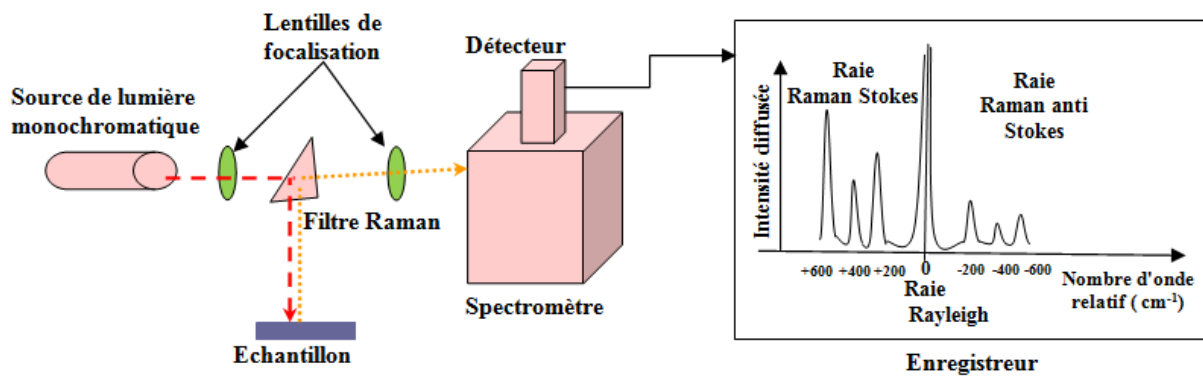 Lentilles de
focalisation
Source de lumière
monochromatique
Filtre Raman
Echantillon
Détecteur
Spectromètre
Intensité diffusée
Raie
Raman Stokes
Raie
Raman anti
Stokes
+600 +400 +200 0 -200 -400 -600
Raie
Rayleigh
Nombre d'onde
relatif ( cm⁻¹)
Enregistreur